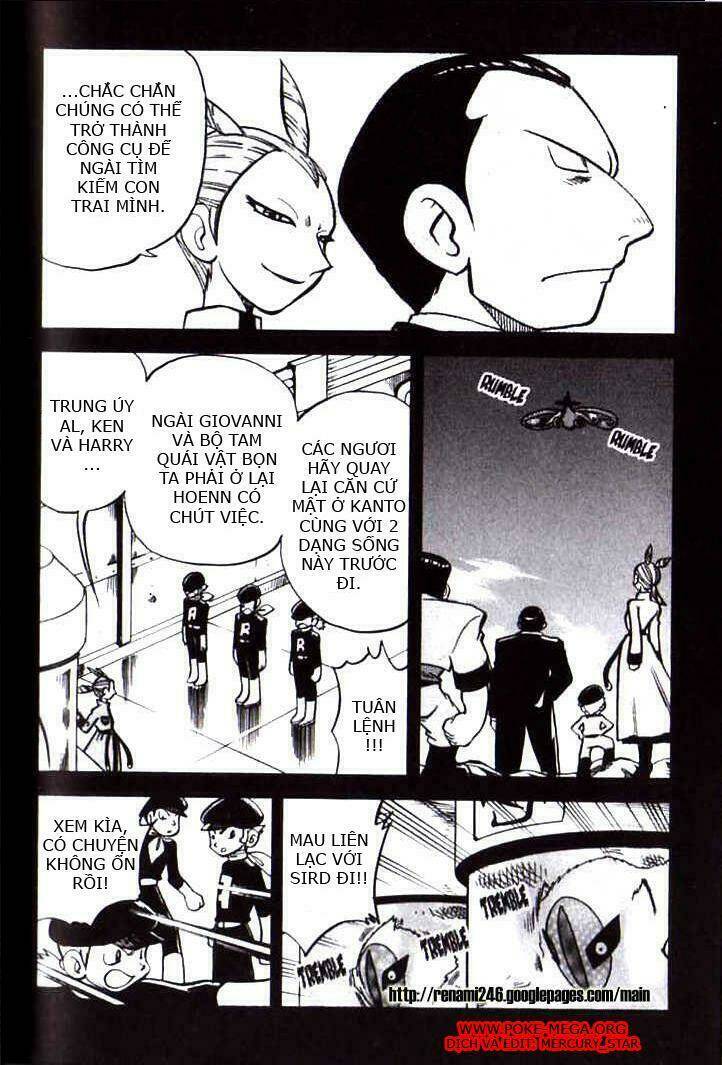 ...CHẮC CHẮN
CHÚNG CÓ THỂ
TRỞ THÀNH
CÔNG CỤ ĐỂ
NGÀI TÌM
KIẾM CON
TRAI MÌNH.
RUMBLE
RUMBLE
TRUNG ÚY
AL, KEN
VÀ HARRY
...
NGÀI GIOVANNI
VÀ BỘ TAM
QUÁI VẬT BỌN
TA PHẢI Ở LẠI
HOENN CÓ
CHÚT VIỆC.
CÁC NGƯƠI
HÃY QUAY
LẠI CĂN CỨ
MẬT Ở KANTO
CÙNG VỚI 2
DẠNG SỐNG
NÀY TRƯỚC
ĐI.
R
R
R
TUÂN
LỆNH
!!!
XEM KÌA,
CÓ CHUYỆN
KHÔNG ỔN
RỒI!
MAU LIÊN
LẠC VỚI
SIRD ĐI!!
TREMBLE
TREMBLE
TREMBLE
TREMBLE
http://renami246.googlepages.com/main
WWW.POKE-MEGA.ORG
DỊCH VÀ EDIT: MERCURY_STAR